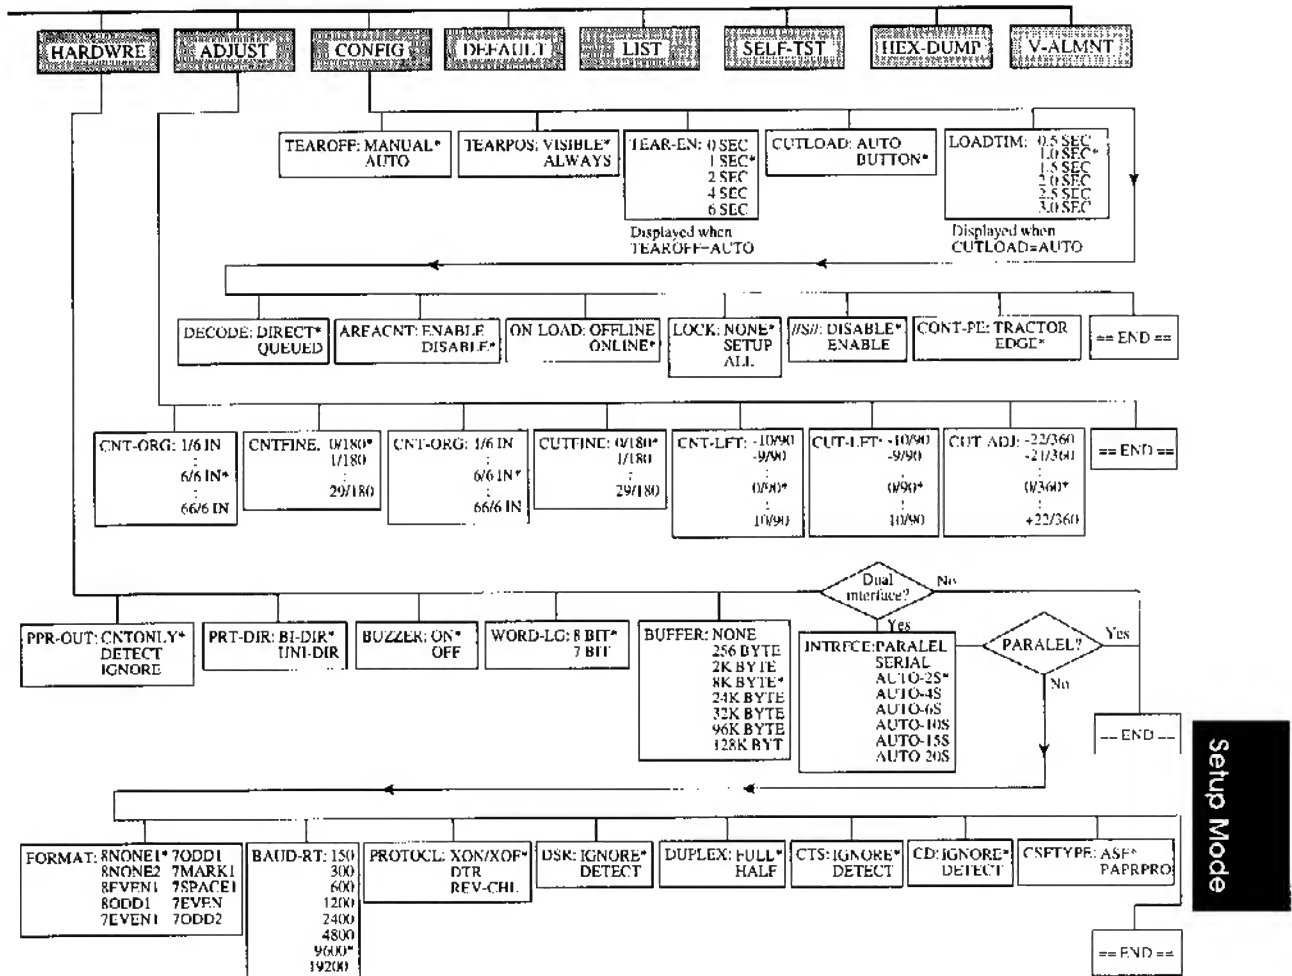 HARDWRE ADJUST CONFIG DEFAULT LIST SELF-TST HEX-DUMP V-ALMNT
TEAROFF: MANUAL*
AUTO
TEARPOS: VISIBLE*
ALWAYS
TEAR-EN: 0 SEC
1 SEC*
2 SEC
4 SEC
6 SEC
Displayed when
TEAROFF=AUTO
CUTLOAD: AUTO
BUTTON*
LOADTIM: 0.5 SEC
1.0 SEC*
1.5 SEC
2.0 SEC
2.5 SEC
3.0 SEC
Displayed when
CUTLOAD=AUTO
DECODE: DIRECT*
QUEUED
AREACNT: ENABLE
DISABLE*
ON LOAD: OFFLINE
ONLINE*
LOCK: NONE*
SETUP
ALL
//S//: DISABLE*
ENABLE
CONT-PE: TRACTOR
EDGE*
== END ==
CNT-ORG: 1/6 IN
:
6/6 IN*
:
66/6 IN
CNTFINE. 0/180*
1/180
:
29/180
CNT-ORG: 1/6 IN
:
6/6 IN*
:
66/6 IN
CUTFINE: 0/180*
1/180
:
29/180
CNT-LFT: -10/90
-9/90
:
0/90*
:
10/90
CUT-LFT: -10/90
-9/90
:
0/90*
:
10/90
CUT ADJ: -22/360
-21/360
:
0/360*
:
+22/360
== END ==
Dual
interface?
No
Yes
PPR-OUT: CNTONLY*
DETECT
IGNORE
PRT-DIR: BI-DIR*
UNI-DIR
BUZZER: ON*
OFF
WORD-LG: 8 BIT*
7 BIT
BUFFER: NONE
256 BYTE
2K BYTE
8K BYTE*
24K BYTE
32K BYTE
96K BYTE
128K BYT
INTRFCE: PARALEL
SERIAL
AUTO-2S*
AUTO-4S
AUTO-6S
AUTO-10S
AUTO-15S
AUTO 20S
PARALEL?
Yes
No
== END ==
Setup Mode
FORMAT: 8NONE1* 7ODD1
8NONE2 7MARK1
8EVEN1 7SPACE1
8ODD1 7EVEN
7EVEN1 7ODD2
BAUD-RT: 150
300
600
1200
2400
4800
9600*
19200
PROTOCL: XON/XOF*
DTR
REV-CHL
DSR: IGNORE*
DETECT
DUPLEX: FULL*
HALF
CTS: IGNORE*
DETECT
CD: IGNORE*
DETECT
CSFTYPE: ASF*
PAPRPRO
== END ==